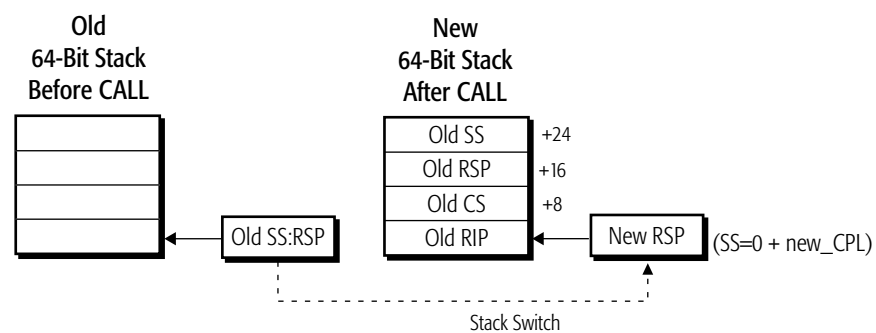 Old
64-Bit Stack
Before CALL
New
64-Bit Stack
After CALL
Old SS
+24
Old RSP
+16
Old CS
+8
Old RIP
Old SS:RSP
New RSP
(SS=0 + new_CPL)
Stack Switch